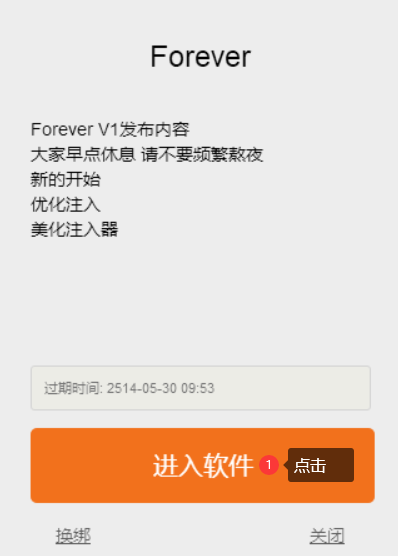 Forever
Forever V1发布内容
大家早点休息 请不要频繁熬夜
新的开始
优化注入
美化注入器
过期时间: 2514-05-30 09:53
进入软件 1 点击
换绑 关闭